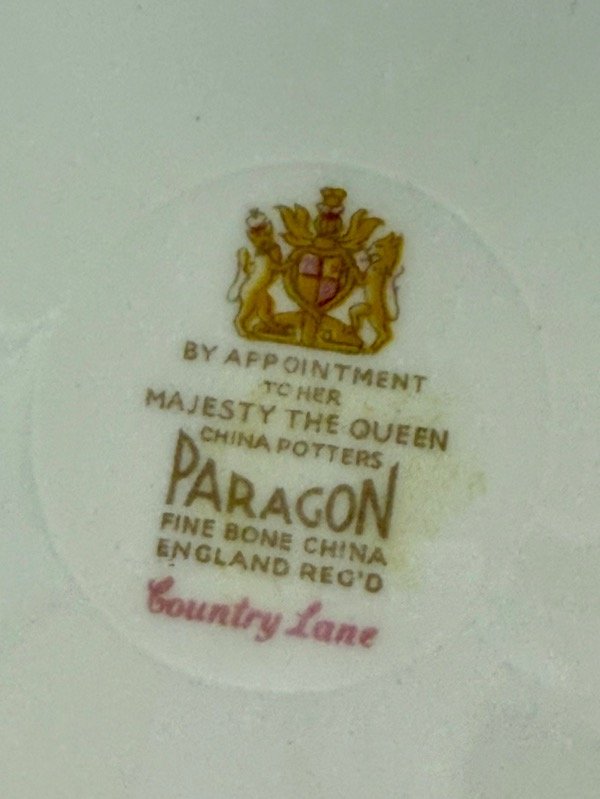 BY APPOINTMENT
TO HER
MAJESTY THE QUEEN
CHINA POTTERS
PARAGON
FINE BONE CHINA
ENGLAND REG'D
Country Lane